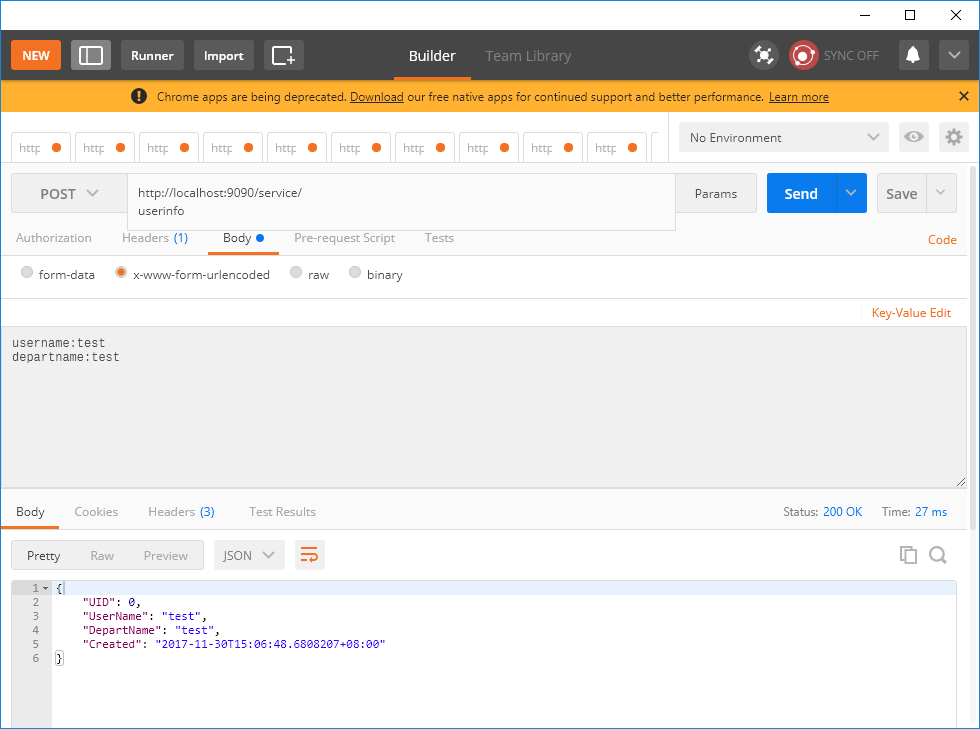 NEW Runner Import Builder Team Library SYNC OFF
Chrome apps are being deprecated. Download our free native apps for continued support and better performance. Learn more
http http http http http http http http http http No Environment
POST http://localhost:9090/service/ Params Send Save
userinfo
Authorization Headers (1) Body Pre-request Script Tests Code
form-data x-www-form-urlencoded raw binary
Key-Value Edit
username:test
departname:test
Body Cookies Headers (3) Test Results Status: 200 OK Time: 27 ms
Pretty Raw Preview JSON
1 {
2 "UID": 0,
3 "UserName": "test",
4 "DepartName": "test",
5 "Created": "2017-11-30T15:06:48.6808207+08:00"
6 }